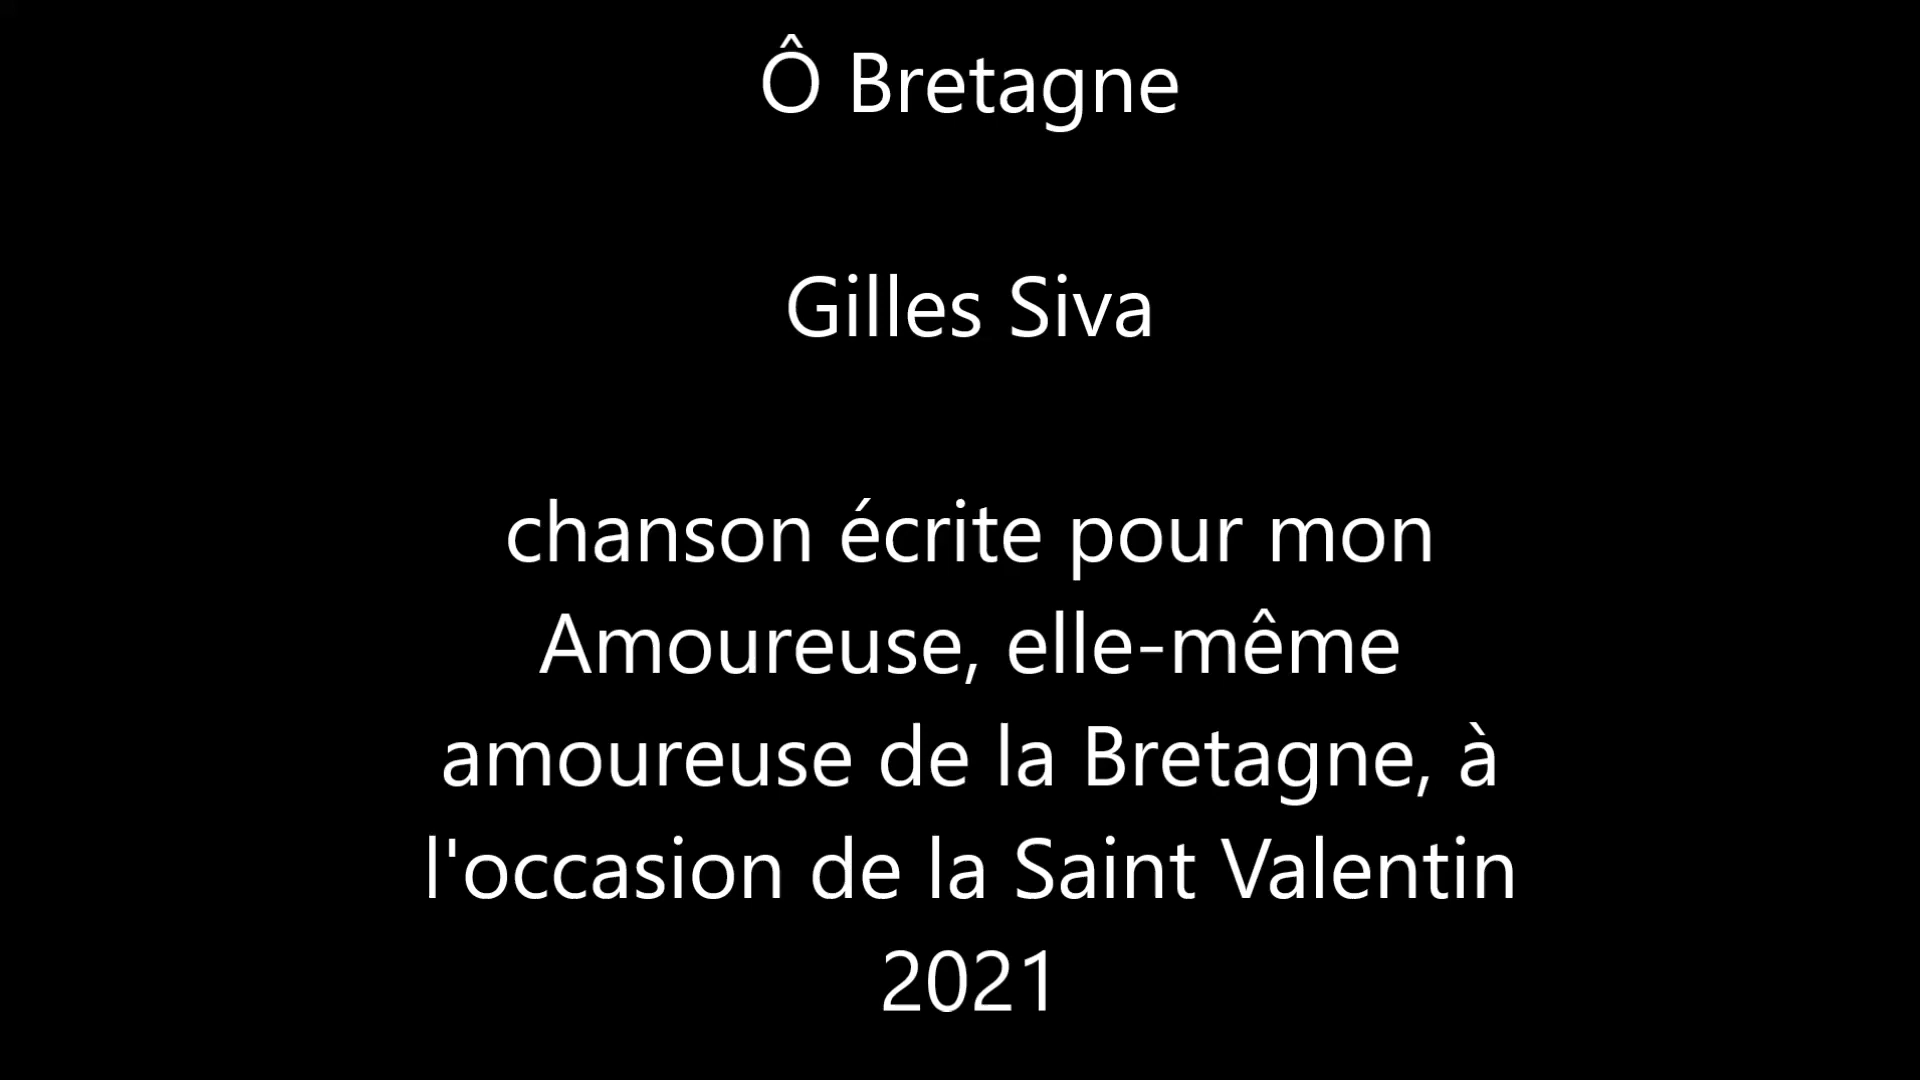 Ô Bretagne
Gilles Siva
chanson écrite pour mon
Amoureuse, elle-même
amoureuse de la Bretagne, à
l'occasion de la Saint Valentin
2021